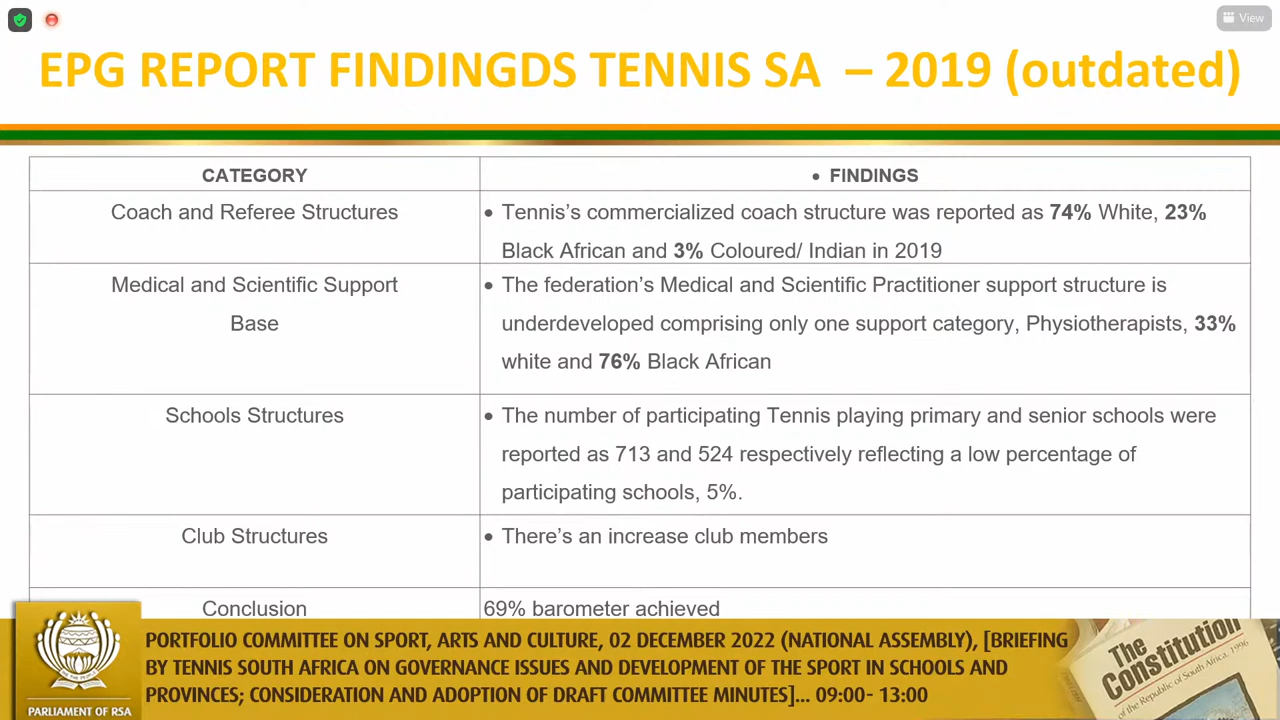 View
EPG REPORT FINDINGDS TENNIS SA – 2019 (outdated)
CATEGORY
• FINDINGS
Coach and Referee Structures
• Tennis’s commercialized coach structure was reported as 74% White, 23%
Black African and 3% Coloured/ Indian in 2019
Medical and Scientific Support
Base
• The federation’s Medical and Scientific Practitioner support structure is
underdeveloped comprising only one support category, Physiotherapists, 33%
white and 76% Black African
Schools Structures
• The number of participating Tennis playing primary and senior schools were
reported as 713 and 524 respectively reflecting a low percentage of
participating schools, 5%.
Club Structures
• There’s an increase club members
Conclusion
69% barometer achieved
PORTFOLIO COMMITTEE ON SPORT, ARTS AND CULTURE, 02 DECEMBER 2022 (NATIONAL ASSEMBLY), [BRIEFING
BY TENNIS SOUTH AFRICA ON GOVERNANCE ISSUES AND DEVELOPMENT OF THE SPORT IN SCHOOLS AND
PROVINCES; CONSIDERATION AND ADOPTION OF DRAFT COMMITTEE MINUTES]... 09:00- 13:00
PARLIAMENT OF RSA
The
Constitution
of the Republic of South Africa, 1996